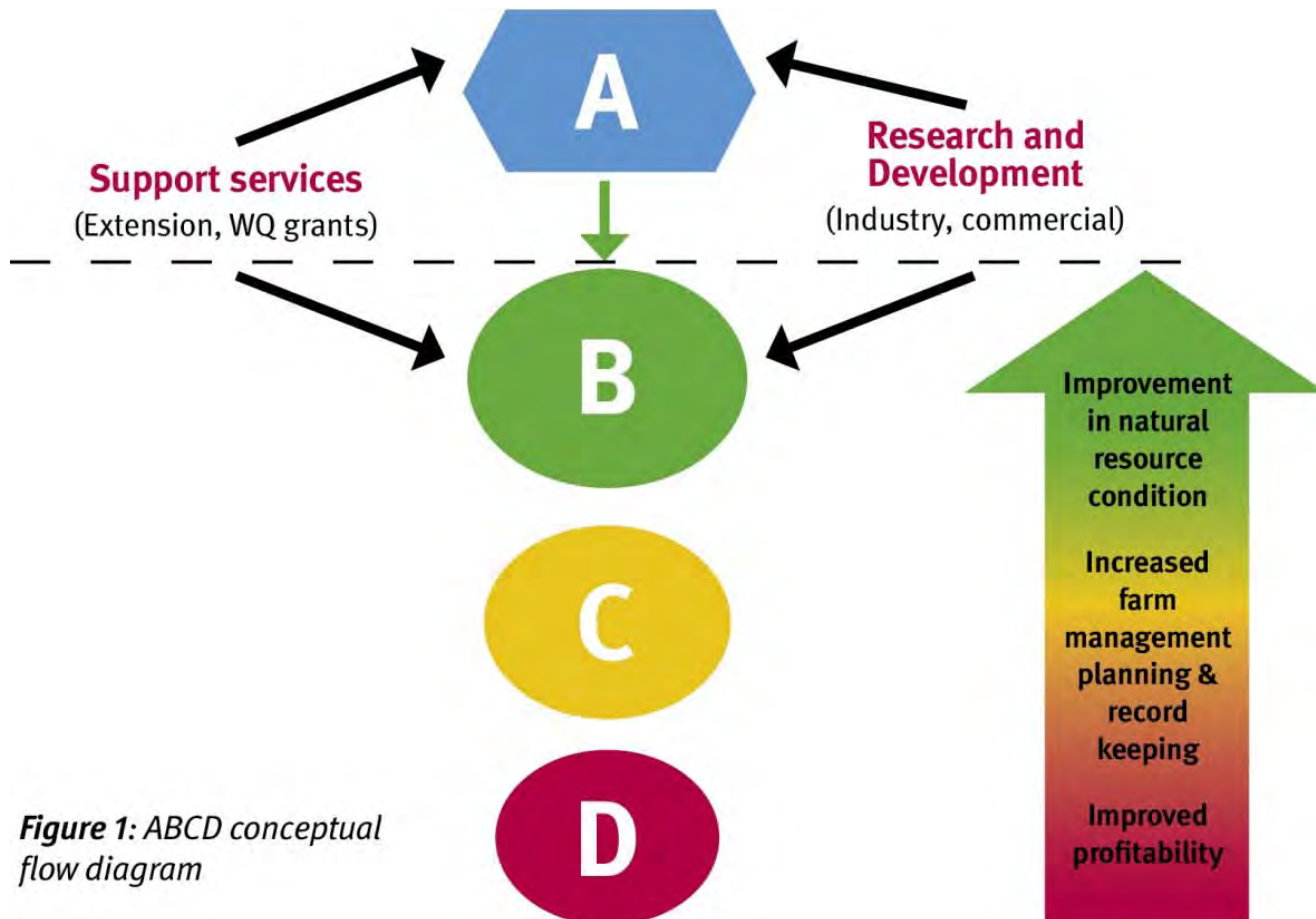 A
Support services
(Extension, WQ grants)
Research and
Development
(Industry, commercial)
B
C
D
Improvement
in natural
resource
condition
Increased
farm
management
planning &
record
keeping
Improved
profitability
Figure 1: ABCD conceptual
flow diagram